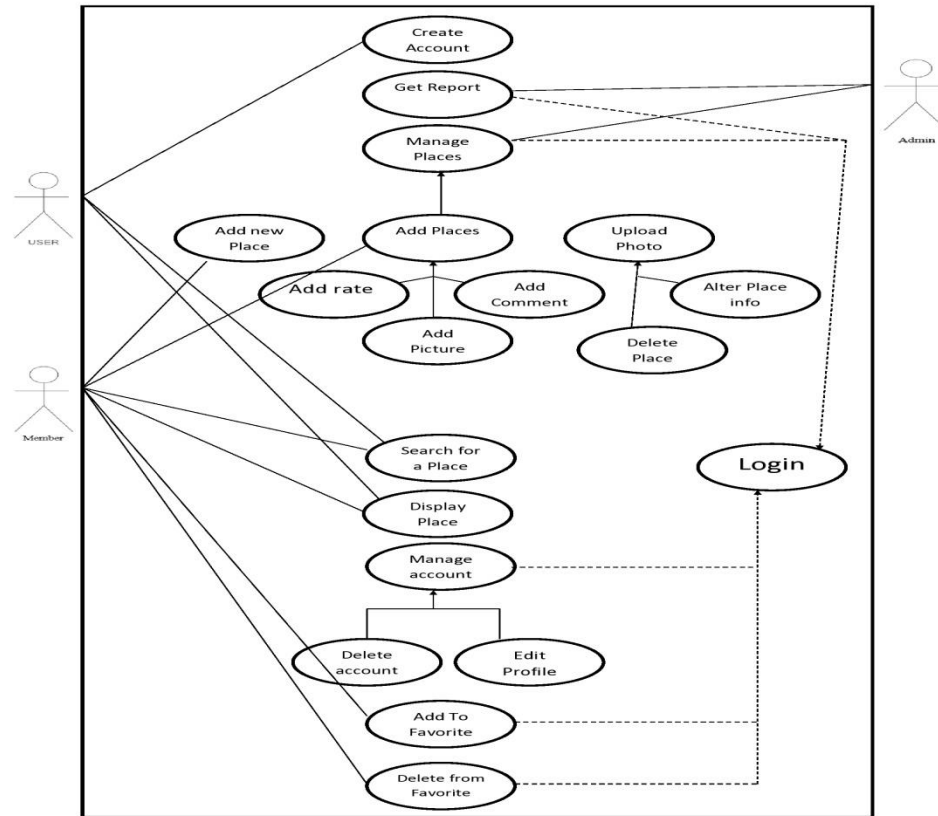 Create
Account
Get Report
Admin
Manage
Places
USER
Add new
Place
Add Places
Upload
Photo
Add rate
Add
Comment
Alter Place
info
Add
Picture
Delete
Place
Member
Search for
a Place
Login
Display
Place
Manage
account
Delete
account
Edit
Profile
Add To
Favorite
Delete from
Favorite